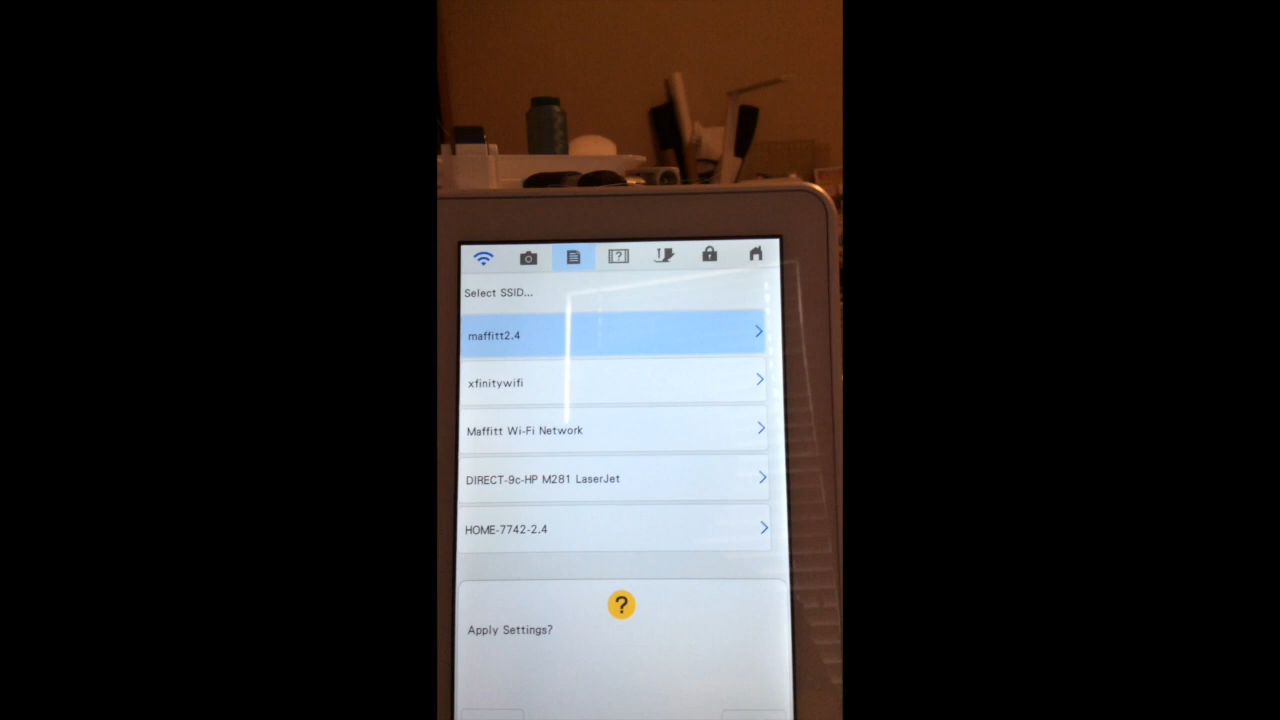 Select SSID...
maffitt2.4
xfinitywifi
Maffitt Wi-Fi Network
DIRECT-9c-HP M281 LaserJet
HOME-7742-2.4
?
Apply Settings?